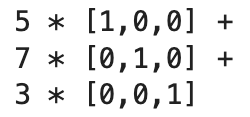 5 * [1,0,0] +
7 * [0,1,0] +
3 * [0,0,1]